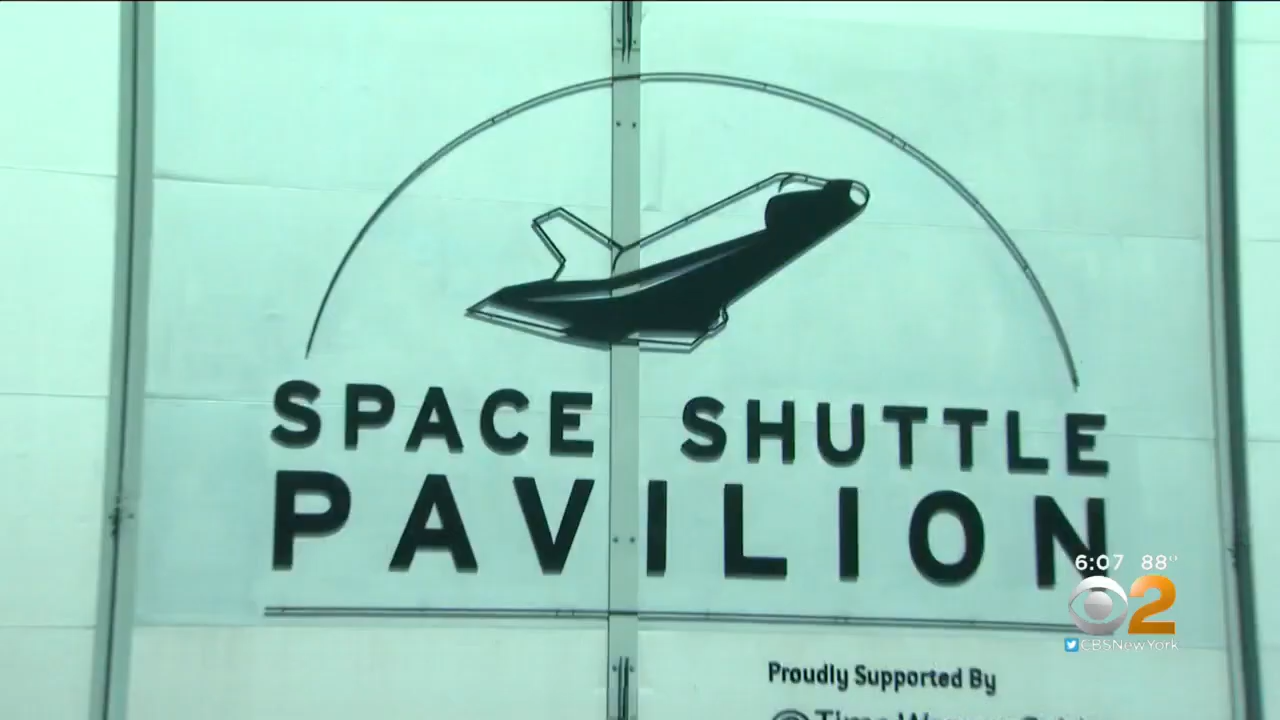 SPACE SHUTTLE
PAVILION
6:07 88°
2
CBSNewYork
Proudly Supported By